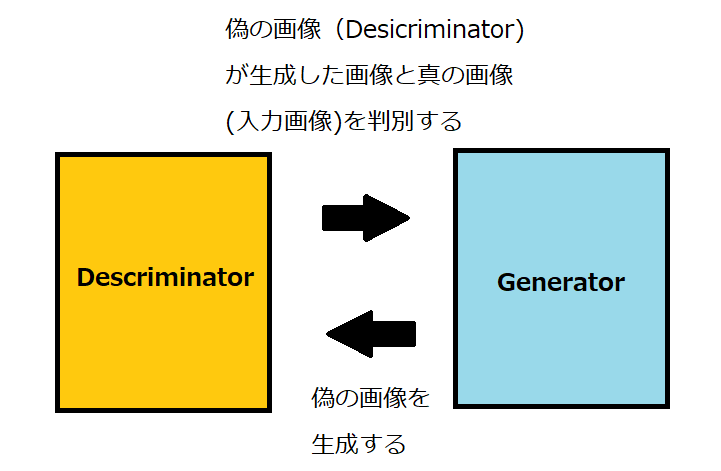 偽の画像（Desicriminator)
が生成した画像と真の画像
(入力画像)を判別する
Descriminator
Generator
偽の画像を
生成する